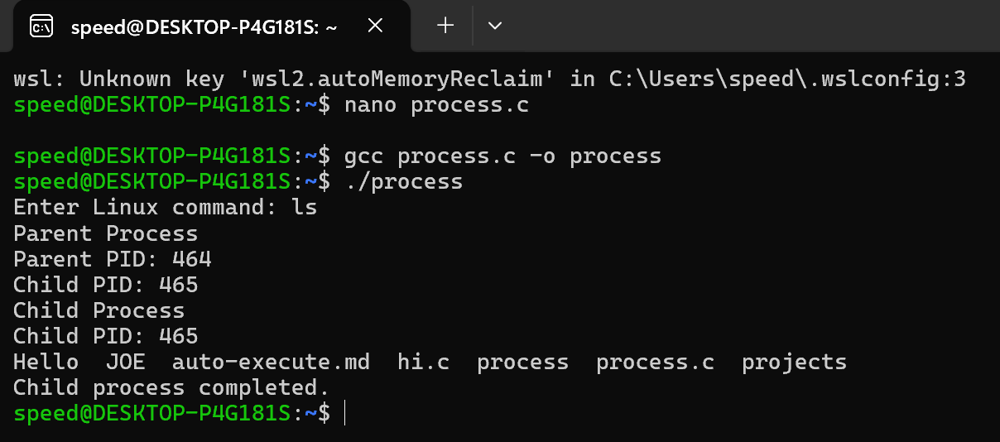 speed@DESKTOP-P4G181S: ~
wsl: Unknown key 'wsl2.autoMemoryReclaim' in C:\Users\speed\.wslconfig:3
speed@DESKTOP-P4G181S:~$ nano process.c
speed@DESKTOP-P4G181S:~$ gcc process.c -o process
speed@DESKTOP-P4G181S:~$ ./process
Enter Linux command: ls
Parent Process
Parent PID: 464
Child PID: 465
Child Process
Child PID: 465
Hello  JOE  auto-execute.md  hi.c  process  process.c  projects
Child process completed.
speed@DESKTOP-P4G181S:~$